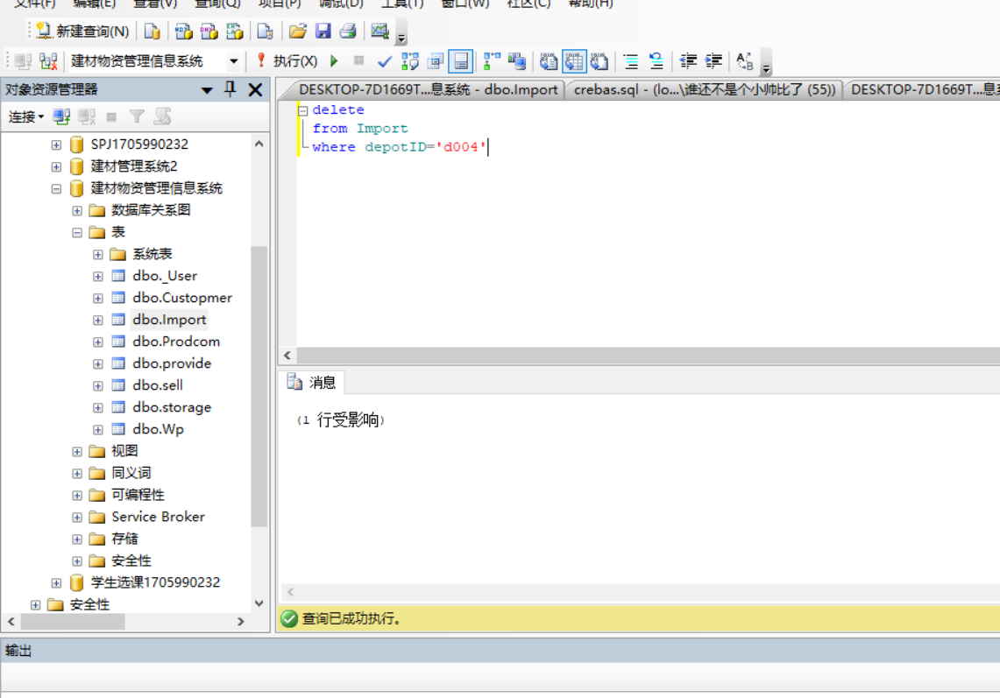 文件(F) 编辑(E) 查看(V) 查询(Q) 项目(P) 调试(D) 工具(T) 窗口(W) 社区(C) 帮助(H)
新建查询(N)
建材物资管理信息系统 执行(X)
对象资源管理器
连接
SPJ1705990232
建材管理系统2
建材物资管理信息系统
数据库关系图
表
系统表
dbo._User
dbo.Custopmer
dbo.Import
dbo.Prodcom
dbo.provide
dbo.sell
dbo.storage
dbo.Wp
视图
同义词
可编程性
Service Broker
存储
安全性
学生选课1705990232
安全性
DESKTOP-7D1669T...息系统 - dbo.Import crebas.sql - (lo...\谁还不是个小帅比了 (55)) DESKTOP-7D1669T...息系
delete
from Import
where depotID='d004'
消息
(1 行受影响)
查询已成功执行。
输出